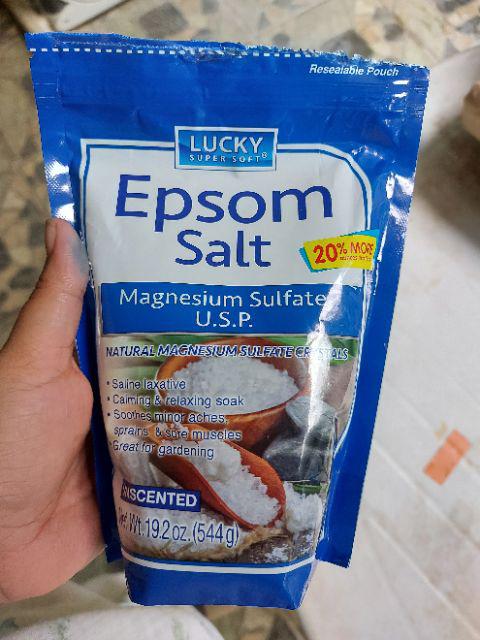 Resealable Pouch
LUCKY
SUPER SOFT®
Epsom
Salt
20% MORE
Magnesium Sulfate
U.S.P.
NATURAL MAGNESIUM SULFATE CRYSTALS
• Saline laxative
• Calming & relaxing soak
• Soothes minor aches,
sprains & sore muscles
• Great for gardening
UNSCENTED
Net Wt. 19.2 oz. (544g)